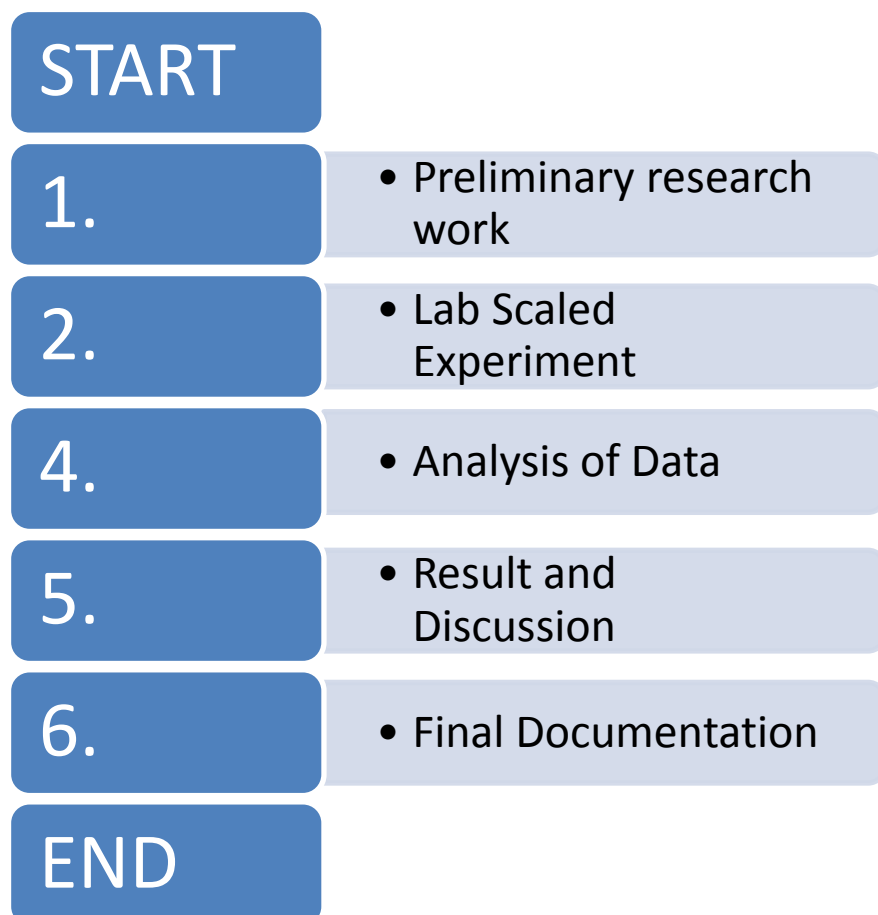 START
1.
• Preliminary research
work
2.
• Lab Scaled
Experiment
4.
• Analysis of Data
5.
• Result and
Discussion
6.
• Final Documentation
END